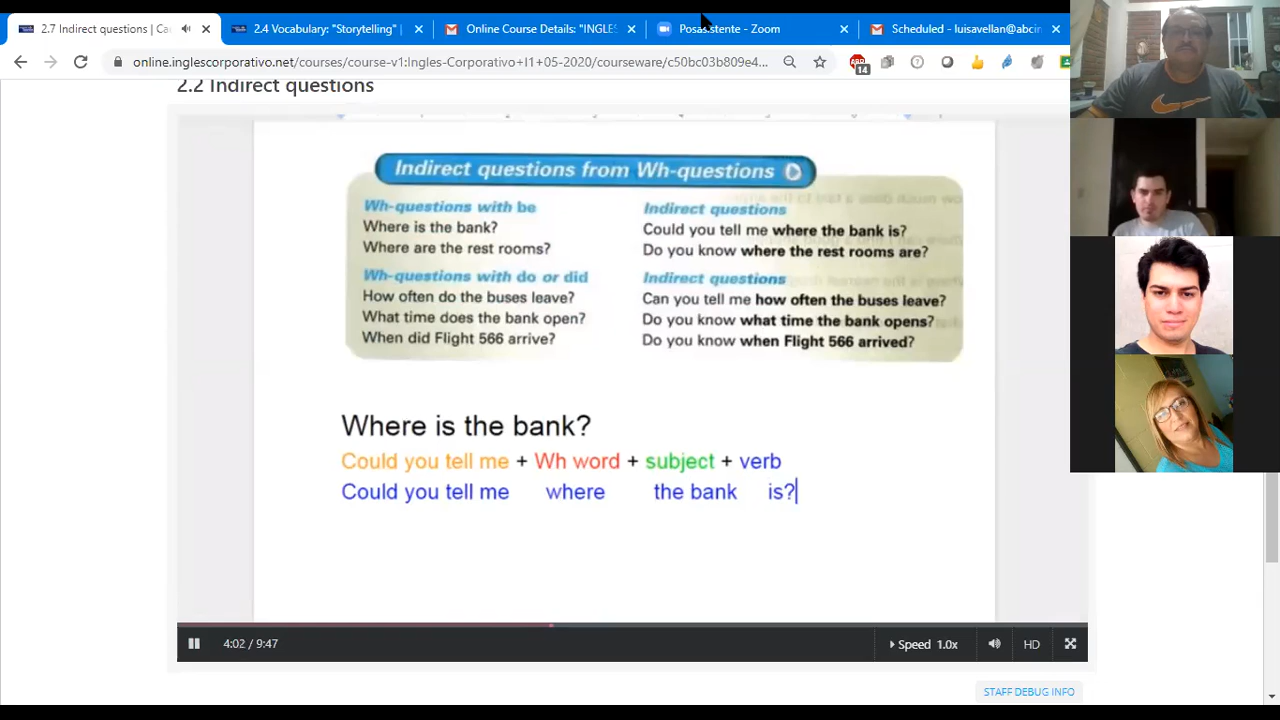 2.7 Indirect questions | Ca
2.4 Vocabulary: "Storytelling" |
Online Course Details: "INGLES
Posasistente - Zoom
Scheduled - luisavellan@abcin
online.inglescorporativo.net/courses/course-v1:Ingles-Corporativo+I1+05-2020/courseware/c50bc03b809e4...
14
2.2 Indirect questions
Indirect questions from Wh-questions
Wh-questions with be
Where is the bank?
Where are the rest rooms?
Indirect questions
Could you tell me where the bank is?
Do you know where the rest rooms are?
Wh-questions with do or did
How often do the buses leave?
What time does the bank open?
When did Flight 566 arrive?
Indirect questions
Can you tell me how often the buses leave?
Do you know what time the bank opens?
Do you know when Flight 566 arrived?
Where is the bank?
Could you tell me + Wh word + subject + verb
Could you tell me where the bank is?
4:02 / 9:47
Speed 1.0x
HD
STAFF DEBUG INFO